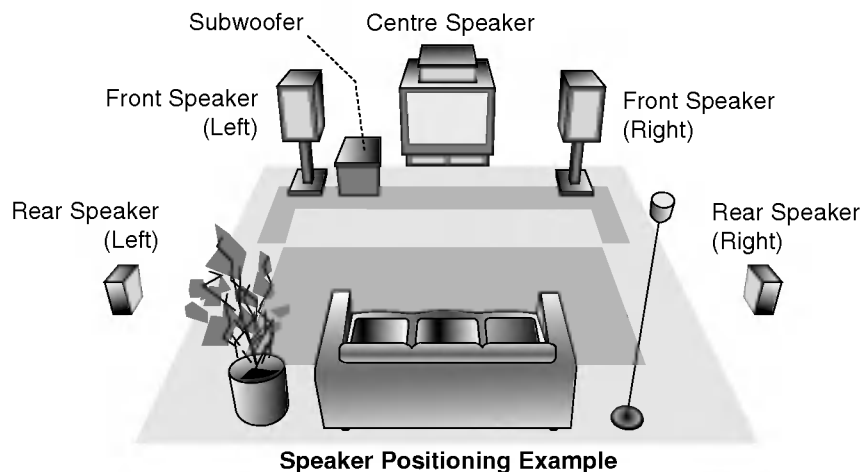 Subwoofer
Centre Speaker
Front Speaker
(Left)
Front Speaker
(Right)
Rear Speaker
(Left)
Rear Speaker
(Right)
Speaker Positioning Example